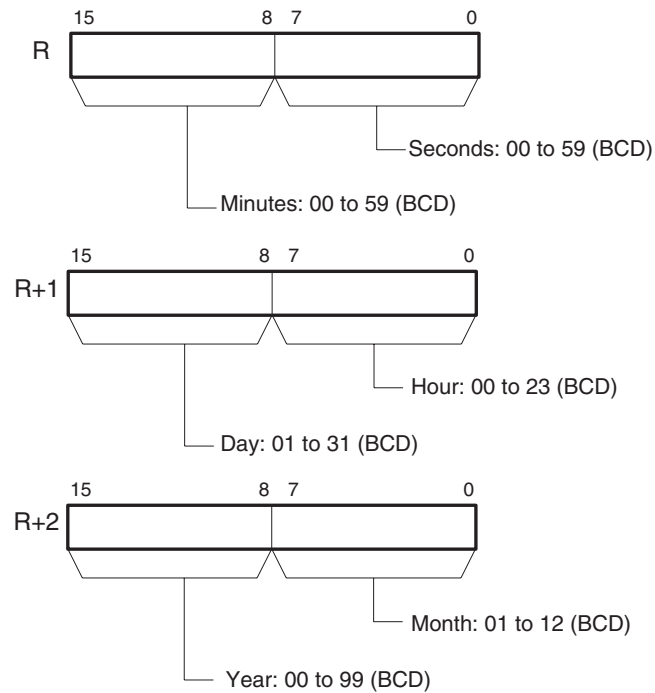 15 8 7 0
R
Seconds: 00 to 59 (BCD)
Minutes: 00 to 59 (BCD)
15 8 7 0
R+1
Hour: 00 to 23 (BCD)
Day: 01 to 31 (BCD)
15 8 7 0
R+2
Month: 01 to 12 (BCD)
Year: 00 to 99 (BCD)